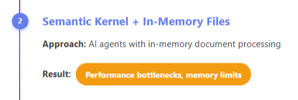 2
Semantic Kernel + In-Memory Files
Approach: AI agents with in-memory document processing
Result: Performance bottlenecks, memory limits